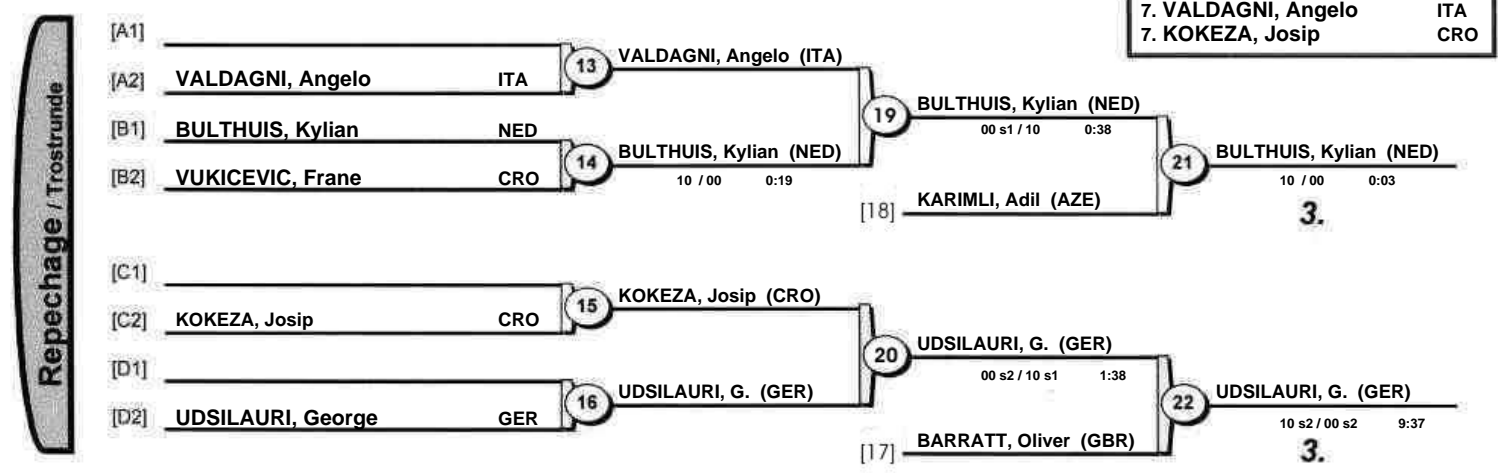 7. VALDAGNI, Angelo ITA
7. KOKEZA, Josip CRO
Repechage / Trostrunde
[A1]
[A2] VALDAGNI, Angelo ITA
13 VALDAGNI, Angelo (ITA)
[B1] BULTHUIS, Kylian NED
[B2] VUKICEVIC, Frane CRO
14 BULTHUIS, Kylian (NED)
10 / 00 0:19
19 BULTHUIS, Kylian (NED)
00 s1 / 10 0:38
[18] KARIMLI, Adil (AZE)
21 BULTHUIS, Kylian (NED)
10 / 00 0:03
3.
[C1]
[C2] KOKEZA, Josip CRO
15 KOKEZA, Josip (CRO)
[D1]
[D2] UDSILAURI, George GER
16 UDSILAURI, G. (GER)
20 UDSILAURI, G. (GER)
00 s2 / 10 s1 1:38
[17] BARRATT, Oliver (GBR)
22 UDSILAURI, G. (GER)
10 s2 / 00 s2 9:37
3.